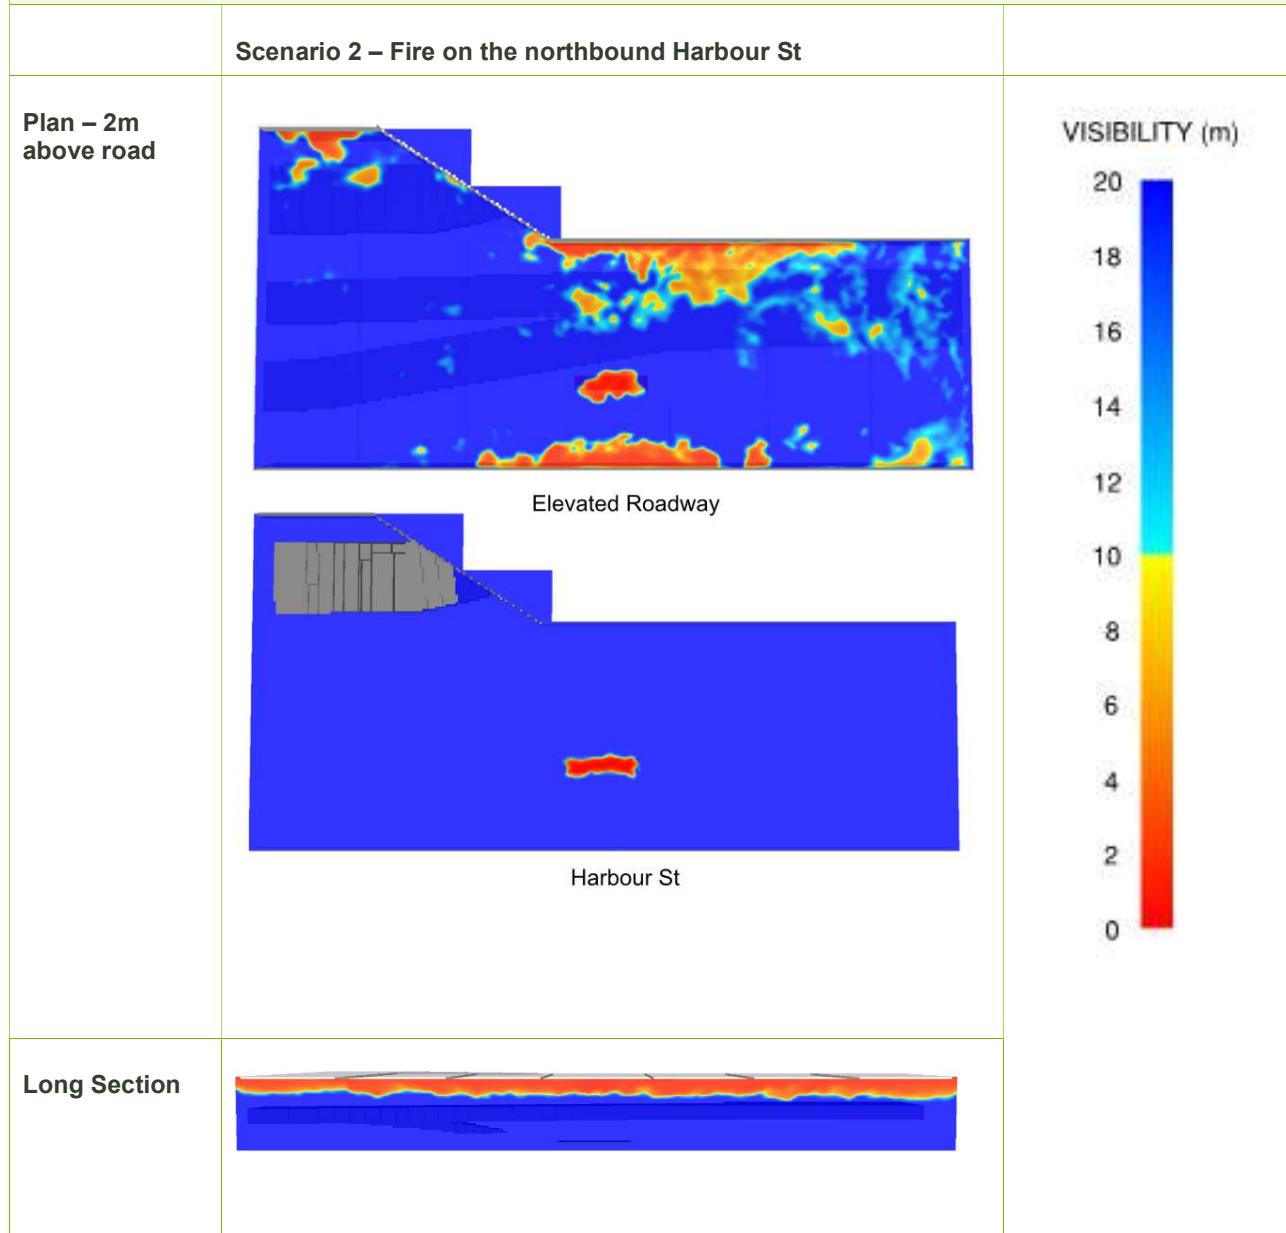 Scenario 2 – Fire on the northbound Harbour St
Plan – 2m
above road
Elevated Roadway
Harbour St
VISIBILITY (m)
20
18
16
14
12
10
8
6
4
2
0
Long Section